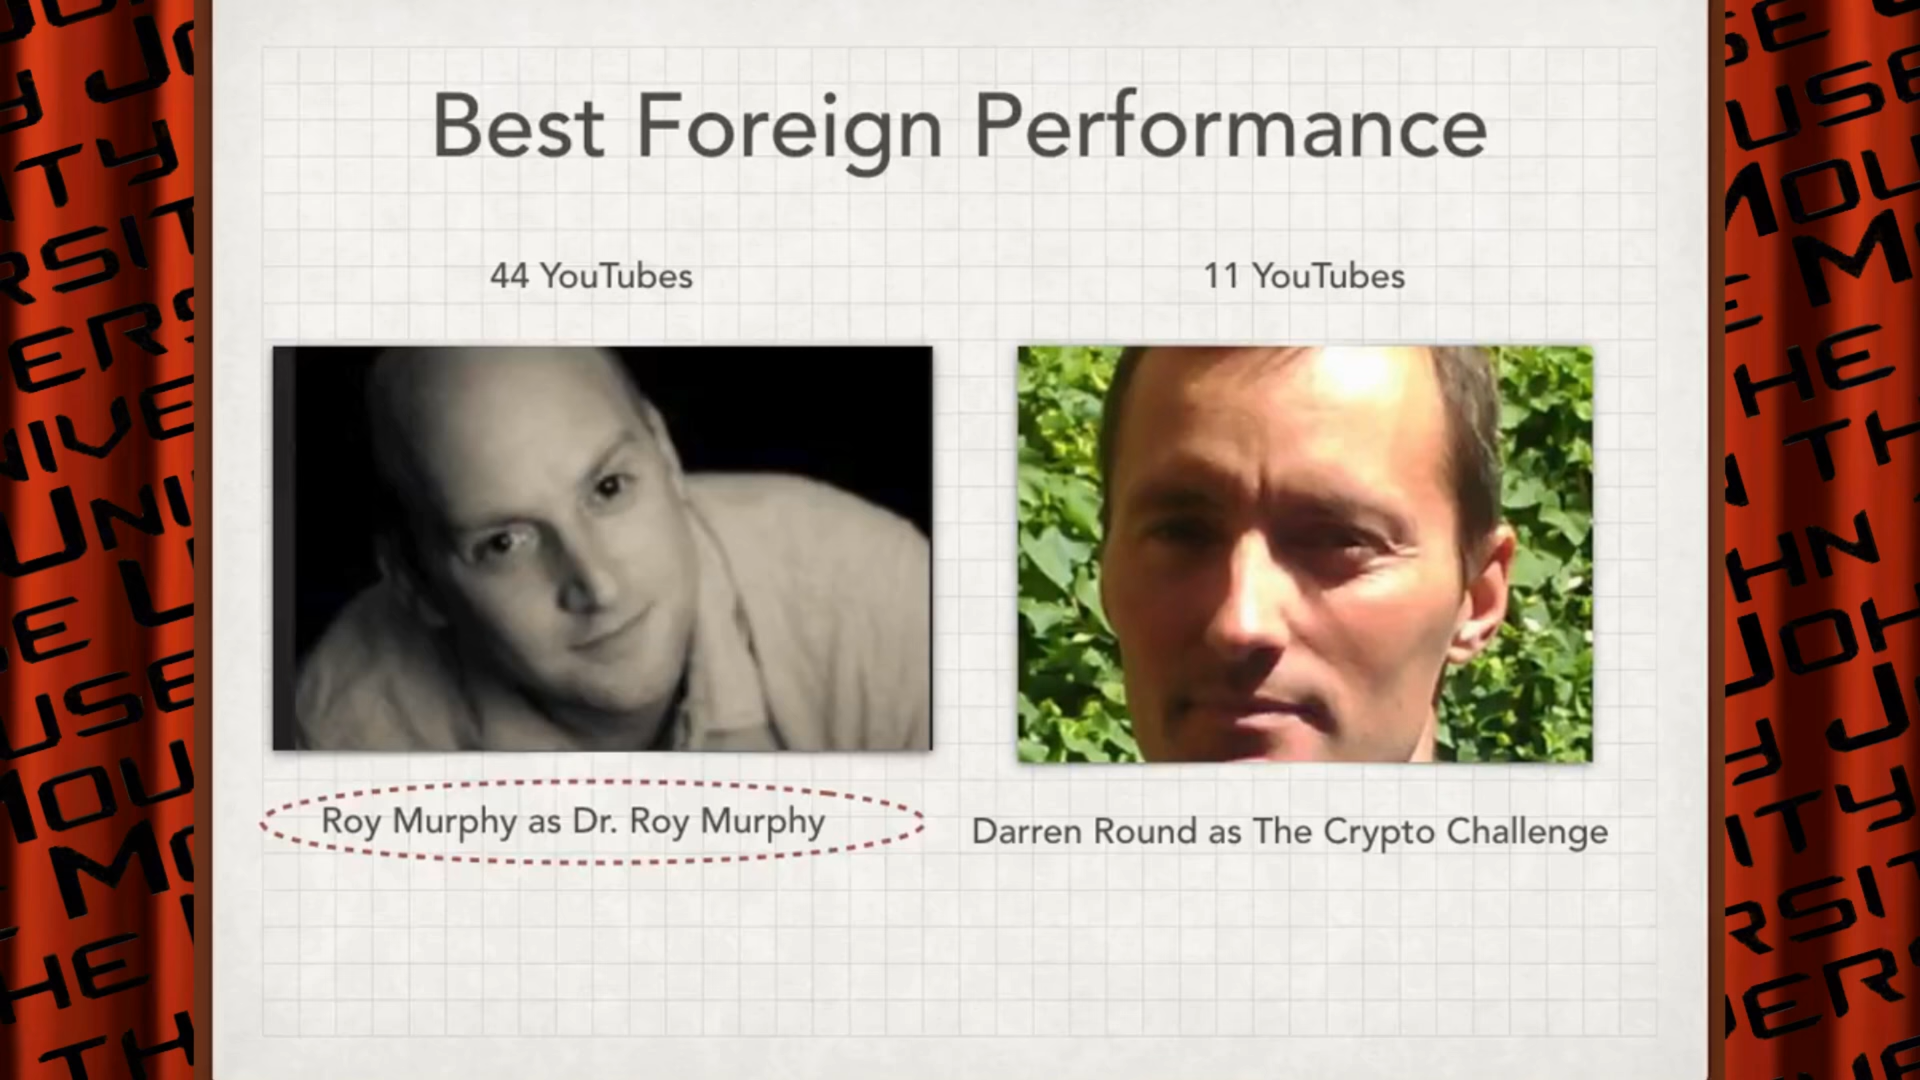 Best Foreign Performance
44 YouTubes
11 YouTubes
Roy Murphy as Dr. Roy Murphy
Darren Round as The Crypto Challenge